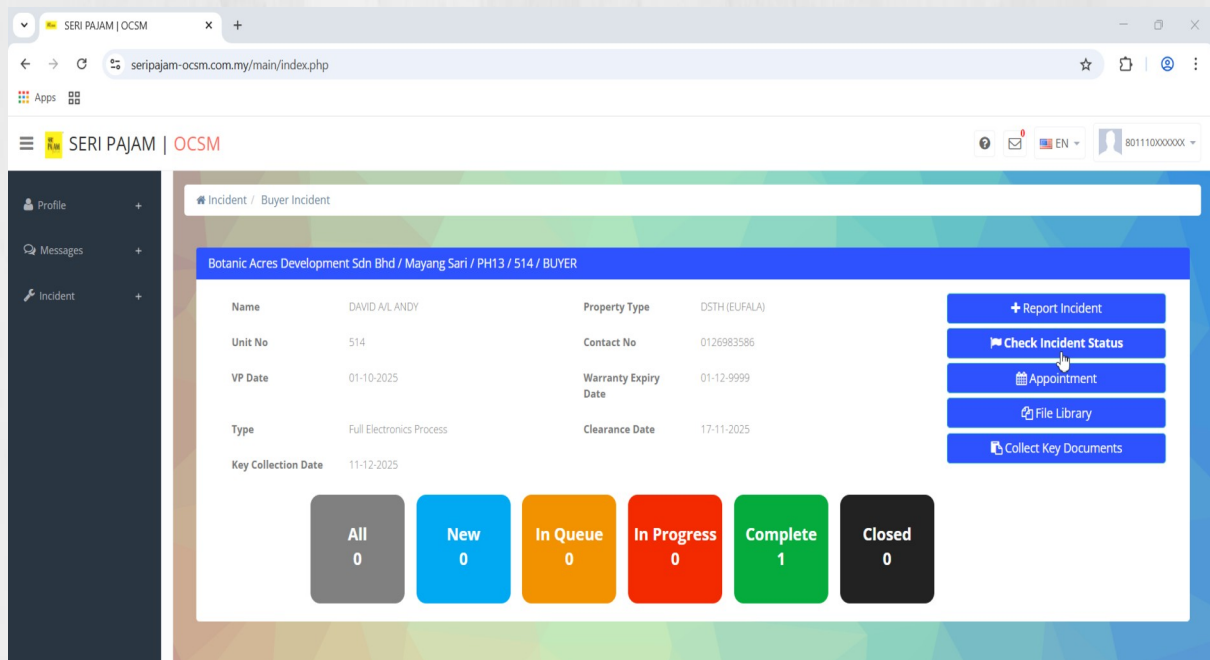 SERI PAJAM | OCSM
seripajam-ocsm.com.my/main/index.php
Apps
SERI PAJAM | OCSM
0
EN
801110XXXXXX
Profile +
Messages +
Incident +
Incident / Buyer Incident
Botanic Acres Development Sdn Bhd / Mayang Sari / PH13 / 514 / BUYER
Name DAVID A/L ANDY Property Type DSTH (EUFALA)
Unit No 514 Contact No 0126983586
VP Date 01-10-2025 Warranty Expiry Date 01-12-9999
Type Full Electronics Process Clearance Date 17-11-2025
Key Collection Date 11-12-2025
+ Report Incident
Check Incident Status
Appointment
File Library
Collect Key Documents
All New In Queue In Progress Complete Closed
0 0 0 0 1 0